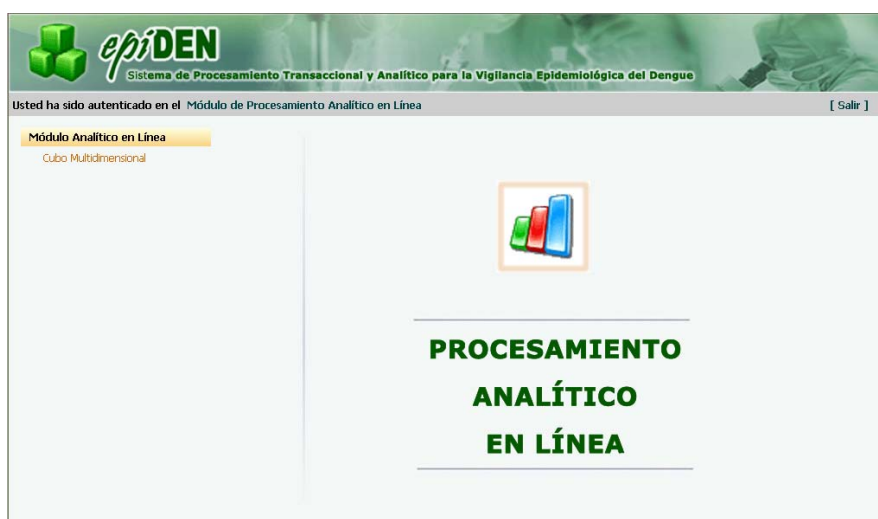 epiDEN
Sistema de Procesamiento Transaccional y Analítico para la Vigilancia Epidemiológica del Dengue
Usted ha sido autenticado en el Módulo de Procesamiento Analítico en Línea [ Salir ]
Módulo Analítico en Línea
Cubo Multidimensional
PROCESAMIENTO
ANALÍTICO
EN LÍNEA